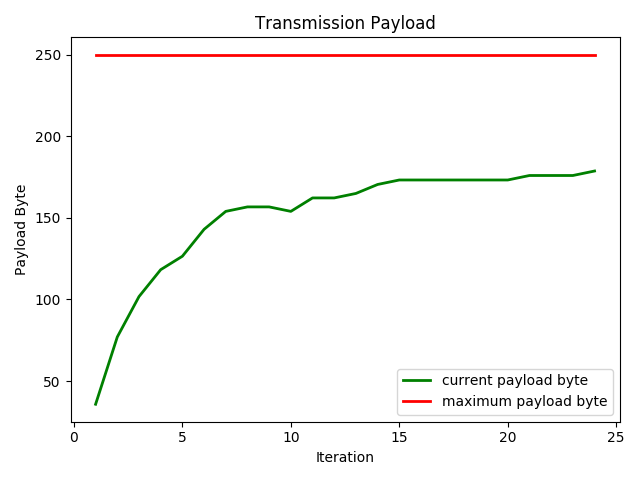 Transmission Payload
Payload Byte
250
200
150
100
50
0
5
10
15
20
25
Iteration
current payload byte
maximum payload byte